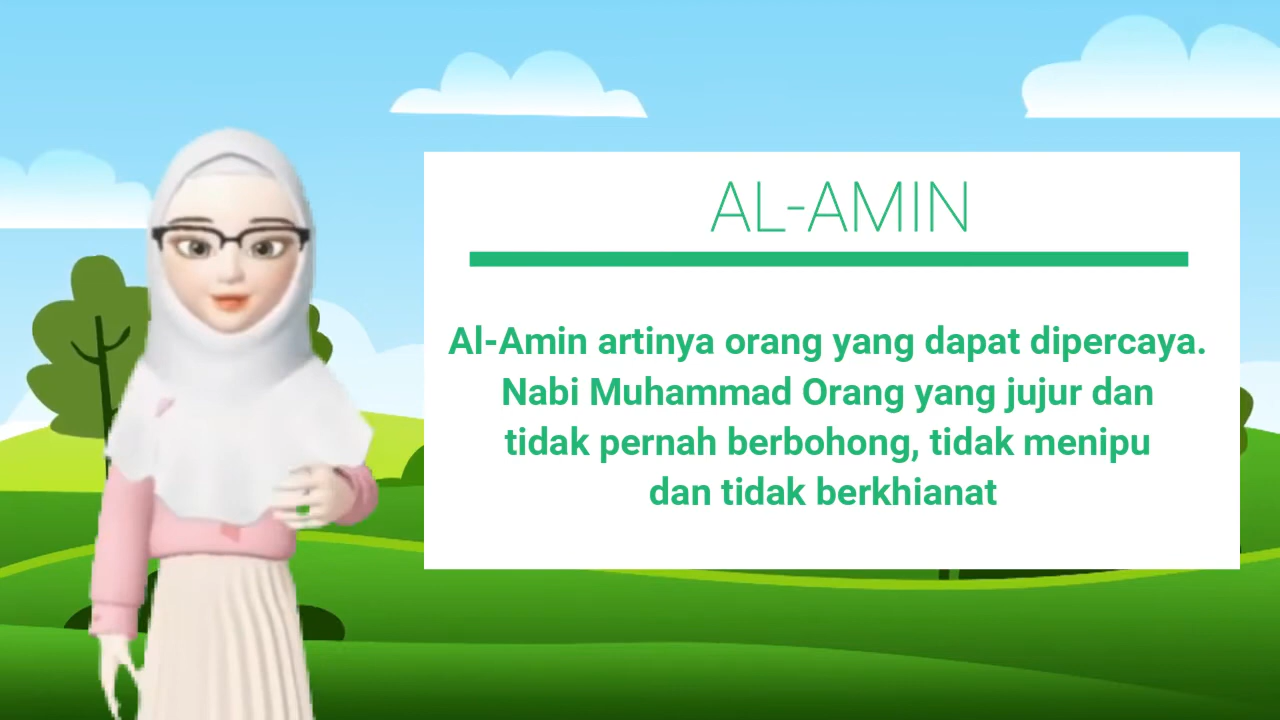 AL-AMIN
Al-Amin artinya orang yang dapat dipercaya.
Nabi Muhammad Orang yang jujur dan
tidak pernah berbohong, tidak menipu
dan tidak berkhianat